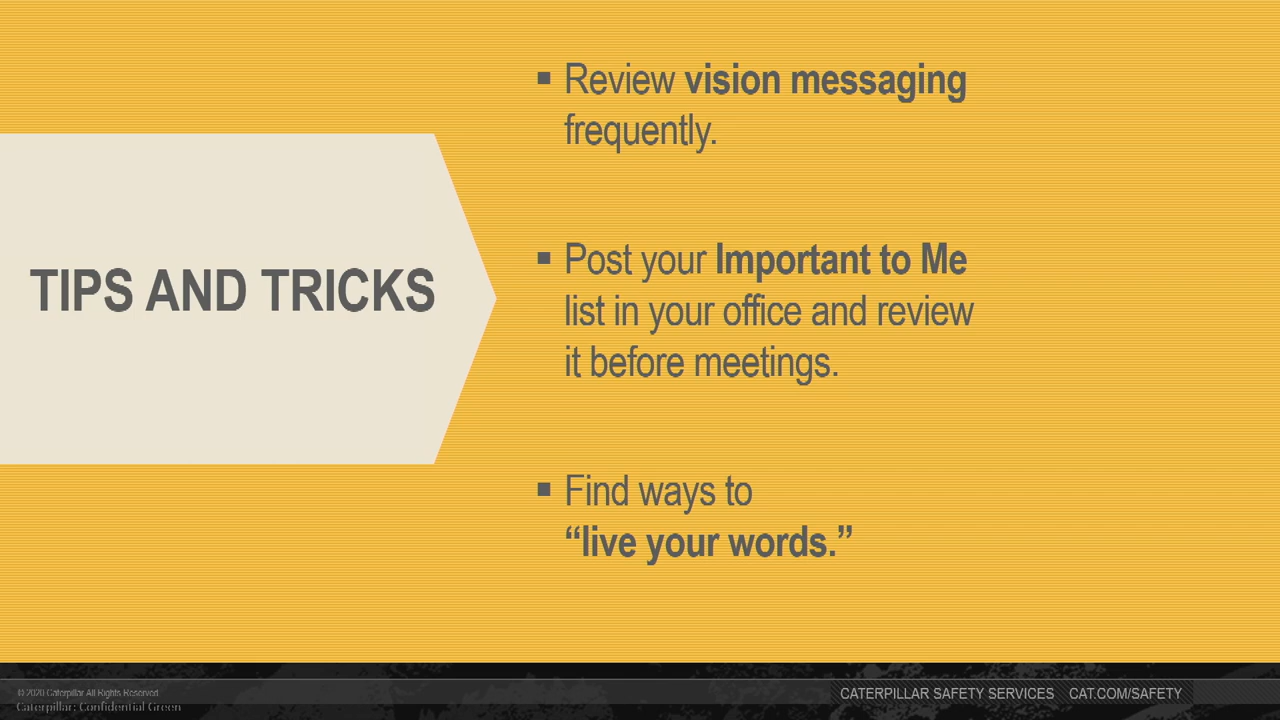 TIPS AND TRICKS
▪ Review vision messaging
frequently.
▪ Post your Important to Me
list in your office and review
it before meetings.
▪ Find ways to
“live your words.”
© 2020 Caterpillar All Rights Reserved
Caterpillar: Confidential Green
CATERPILLAR SAFETY SERVICES CAT.COM/SAFETY